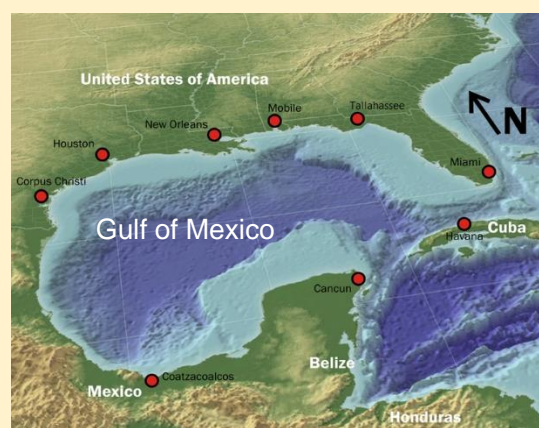 United States of America
N
Mobile
Tallahassee
New Orleans
Houston
Miami
Corpus Christi
Gulf of Mexico
Cuba
Havana
Cancun
Belize
Mexico
Coatzacoalcos
Honduras